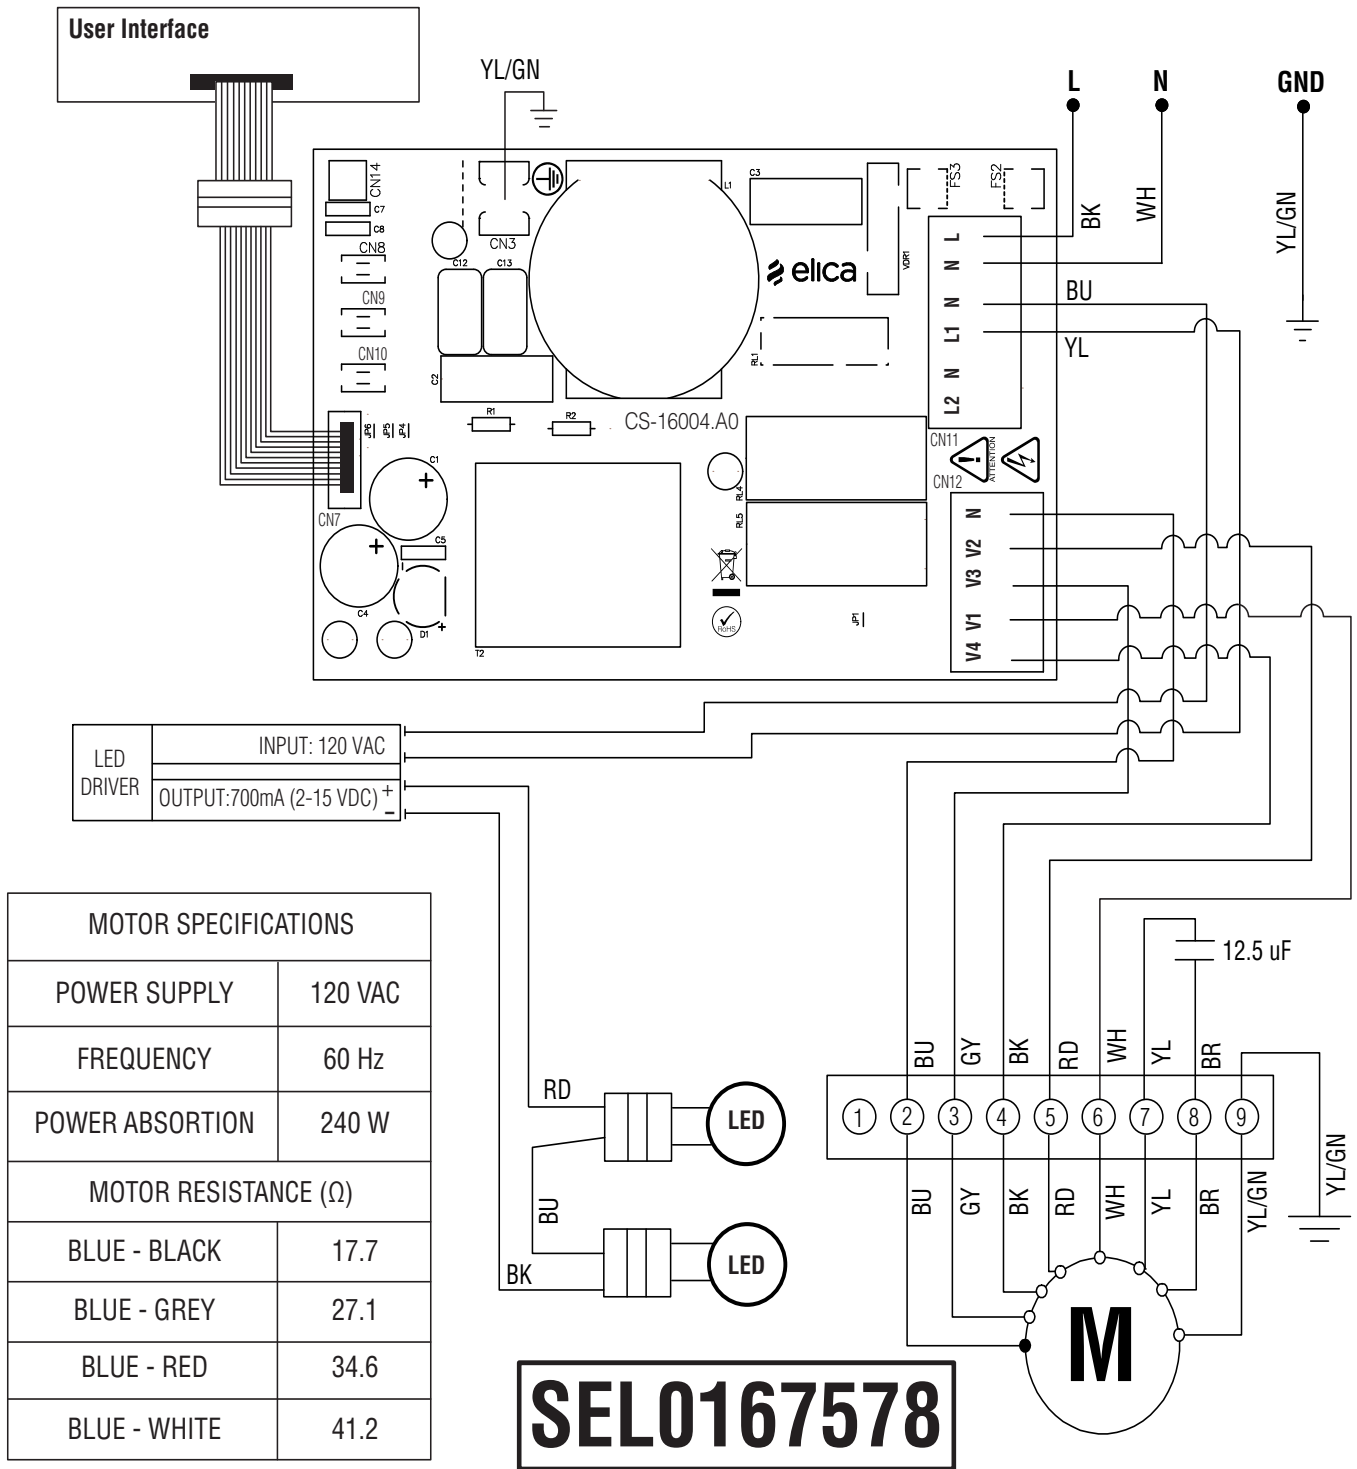 User Interface
YL/GN
L N GND
BK
WH
YL/GN
CN14
C7
C8
CN8
CN9
CN10
CN3
C12 C13
L1
C3
VDR1
FS3
FS2
elica
RL1
C2
R1
R2
CS-16004.A0
L
N
N
L1
N
L2
BU
YL
CN11
ATTENTION
CN12
JP6
JP5
JP4
C1
+
CN7
RL4
RL5
N
V2
V3
V1
V4
+
C5
C4
D1
+
T2
RoHS
JP1
LED
DRIVER
INPUT: 120 VAC
OUTPUT:700mA (2-15 VDC) +
–
MOTOR SPECIFICATIONS
POWER SUPPLY 120 VAC
FREQUENCY 60 Hz
POWER ABSORTION 240 W
MOTOR RESISTANCE (Ω)
BLUE - BLACK 17.7
BLUE - GREY 27.1
BLUE - RED 34.6
BLUE - WHITE 41.2
RD
LED
BU
BK
LED
12.5 uF
BU GY BK RD WH YL BR
1 2 3 4 5 6 7 8 9
BU GY BK RD WH YL BR YL/GN YL/GN
M
SEL0167578